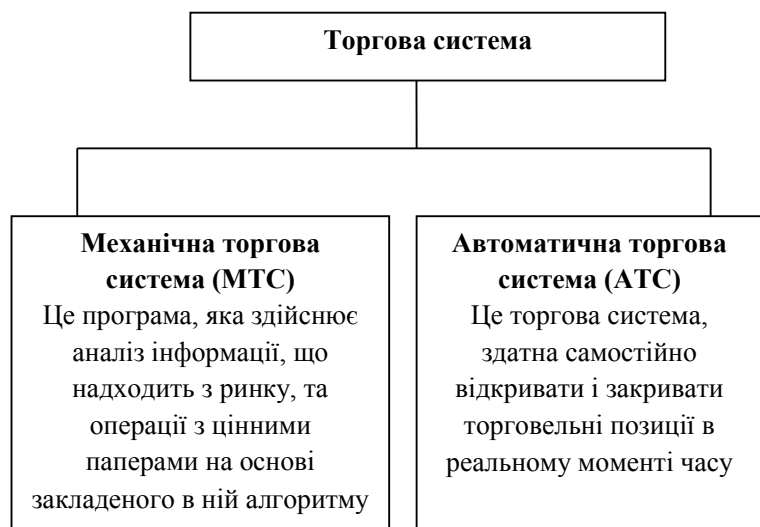 Торгова система
Механічна торгова
система (МТС)
Це програма, яка здійснює
аналіз інформації, що
надходить з ринку, та
операції з цінними
паперами на основі
закладеного в ній алгоритму
Автоматична торгова
система (АТС)
Це торгова система,
здатна самостійно
відкривати і закривати
торговельні позиції в
реальному моменті часу